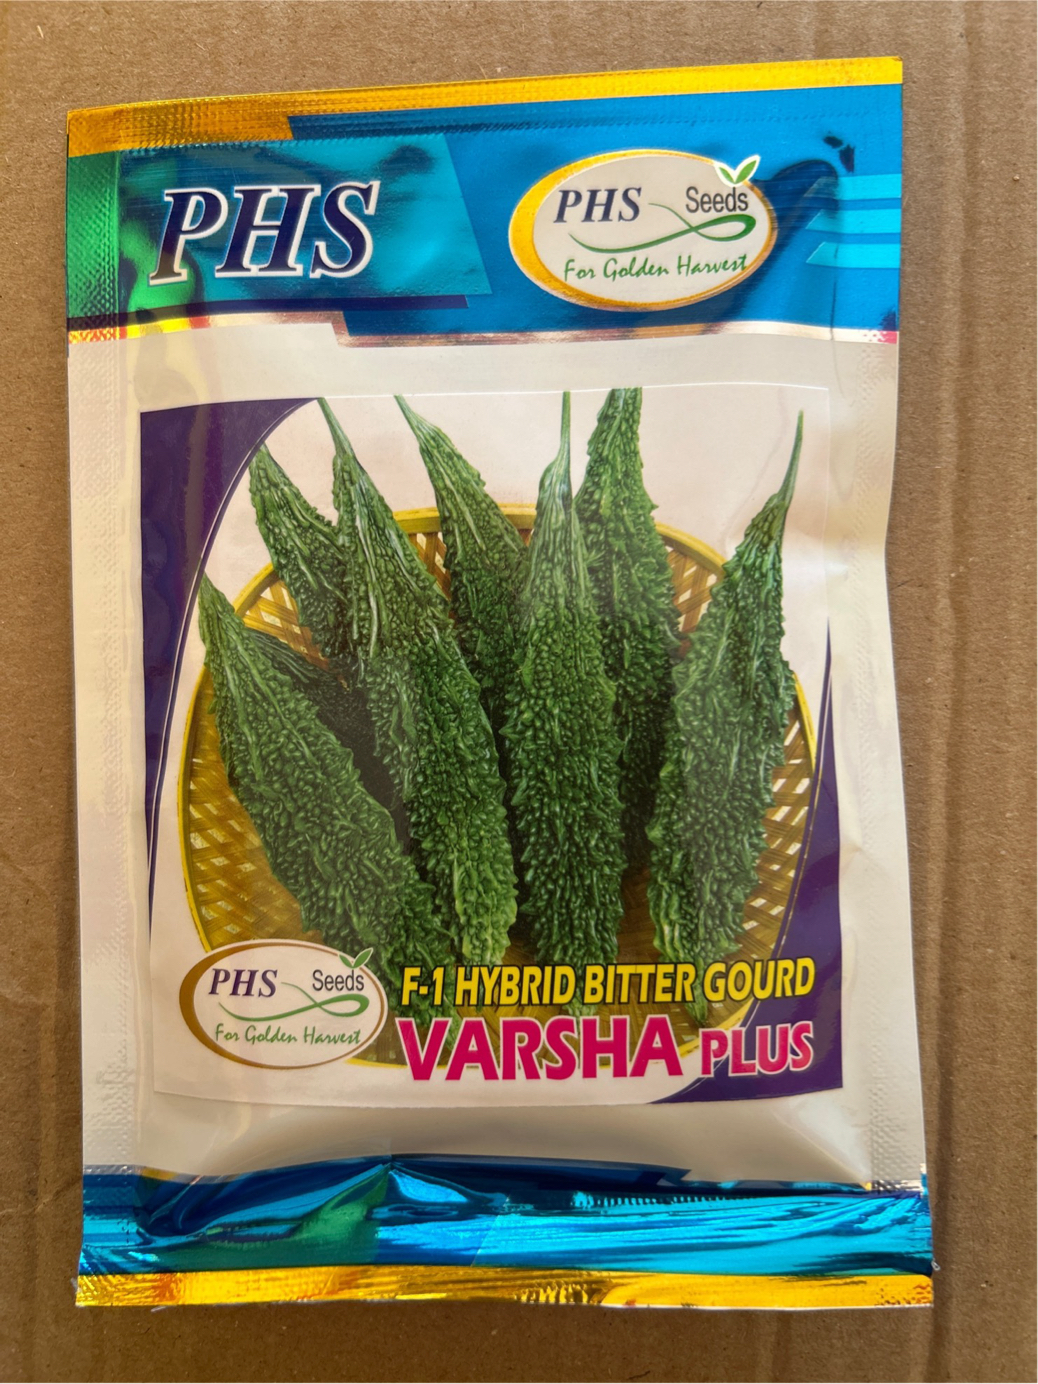 PHS
PHS Seeds
For Golden Harvest
PHS Seeds
For Golden Harvest
F-1 HYBRID BITTER GOURD
VARSHA PLUS